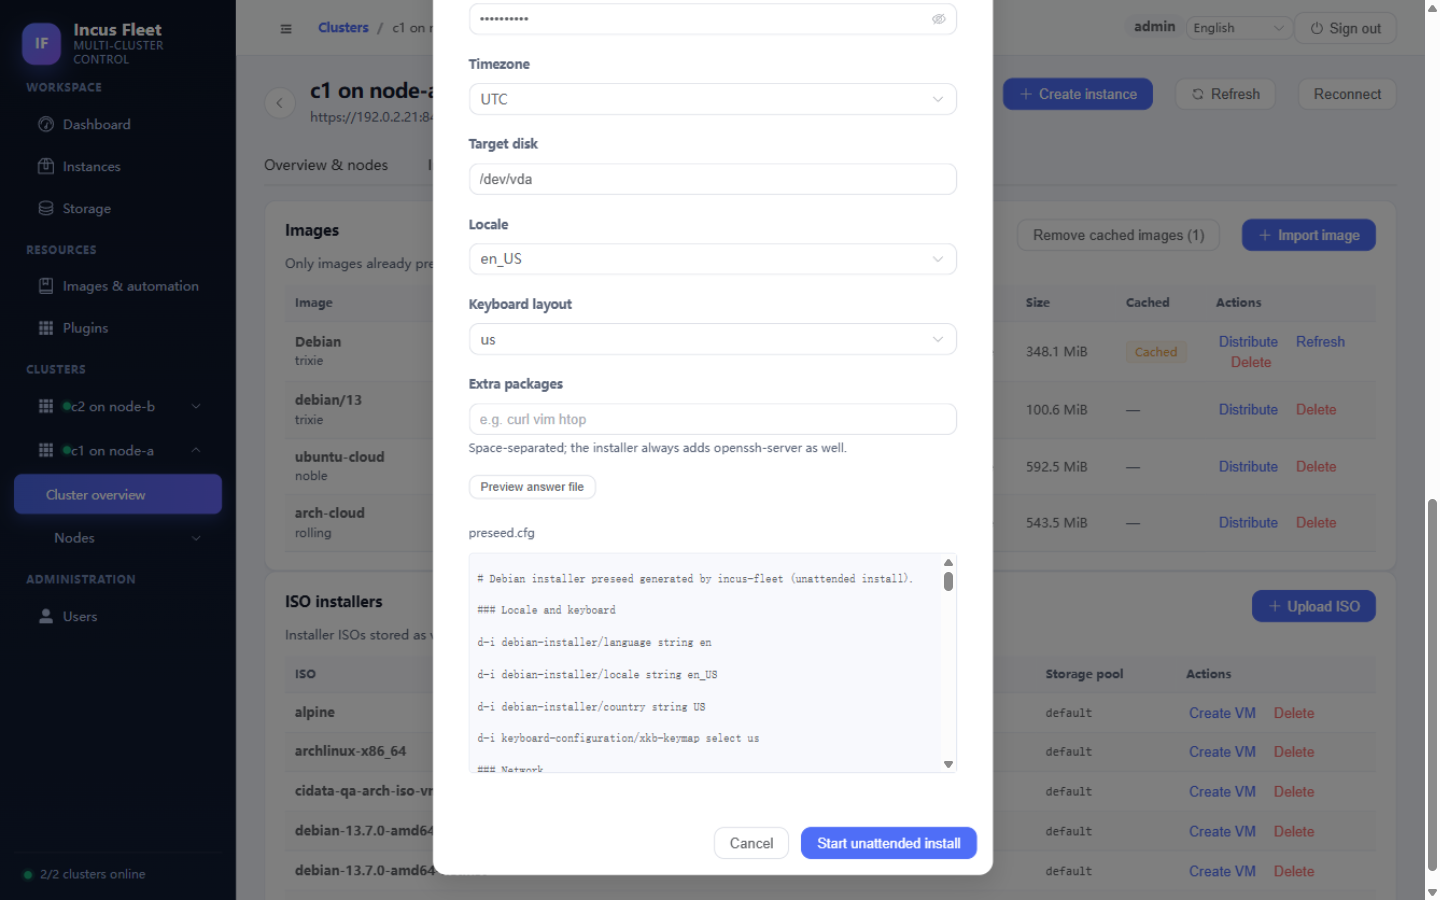 IF
Incus Fleet
MULTI-CLUSTER
CONTROL
WORKSPACE
Dashboard
Instances
Storage
RESOURCES
Images & automation
Plugins
CLUSTERS
c2 on node-b
c1 on node-a
Cluster overview
Nodes
ADMINISTRATION
Users
2/2 clusters online
Clusters / c1 on
admin
English
Sign out
c1 on node-a
https://192.0.2.21:8
Create instance
Refresh
Reconnect
Overview & nodes
Images
Remove cached images (1)
Import image
Only images already pre
Image
Size
Cached
Actions
Debian
trixie
348.1 MiB
Cached
Distribute
Refresh
Delete
debian/13
trixie
100.6 MiB
—
Distribute
Delete
ubuntu-cloud
noble
592.5 MiB
—
Distribute
Delete
arch-cloud
rolling
543.5 MiB
—
Distribute
Delete
ISO installers
Upload ISO
Installer ISOs stored as
ISO
Storage pool
Actions
alpine
default
Create VM
Delete
archlinux-x86_64
default
Create VM
Delete
cidata-qa-arch-iso-vr
default
Create VM
Delete
debian-13.7.0-amd64
default
Create VM
Delete
debian-13.7.0-amd64
default
Create VM
Delete
••••••••••
Timezone
UTC
Target disk
/dev/vda
Locale
en_US
Keyboard layout
us
Extra packages
e.g. curl vim htop
Space-separated; the installer always adds openssh-server as well.
Preview answer file
preseed.cfg
# Debian installer preseed generated by incus-fleet (unattended install).
### Locale and keyboard
d-i debian-installer/language string en
d-i debian-installer/locale string en_US
d-i debian-installer/country string US
d-i keyboard-configuration/xkb-keymap select us
### Network
Cancel
Start unattended install